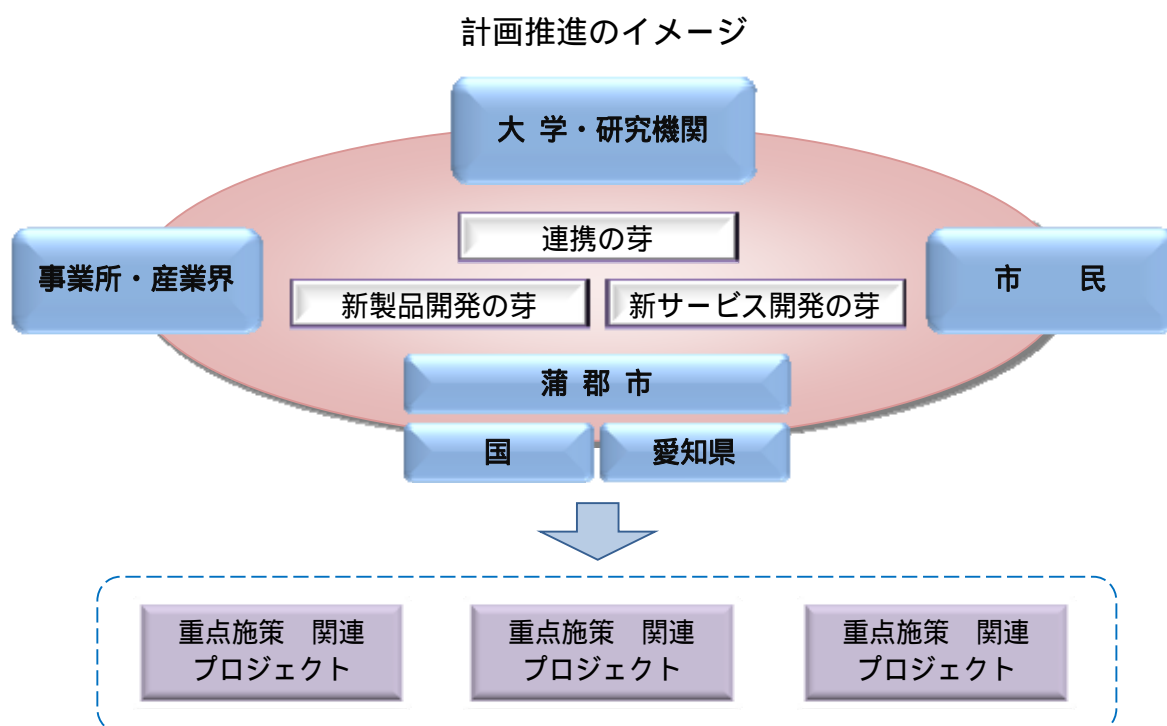 計画推進のイメージ
大 学・研究機関
連携の芽
事業所・産業界
市　　民
新製品開発の芽
新サービス開発の芽
蒲 郡 市
国
愛知県
重点施策　関連
プロジェクト
重点施策　関連
プロジェクト
重点施策　関連
プロジェクト